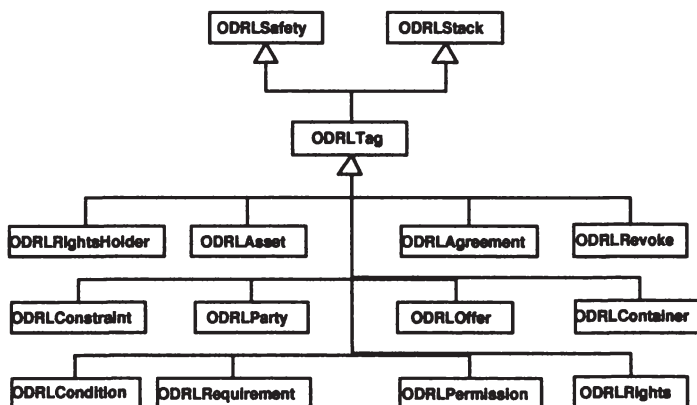 ODRLSafety ODRLStack
ODRLTag
ODRLRightsHolder ODRLAsset ODRLAgreement ODRLRevoke
ODRLConstraint ODRLParty ODRLOffer ODRLContainer
ODRLCondition ODRLRequirement ODRLPermission ODRLRights